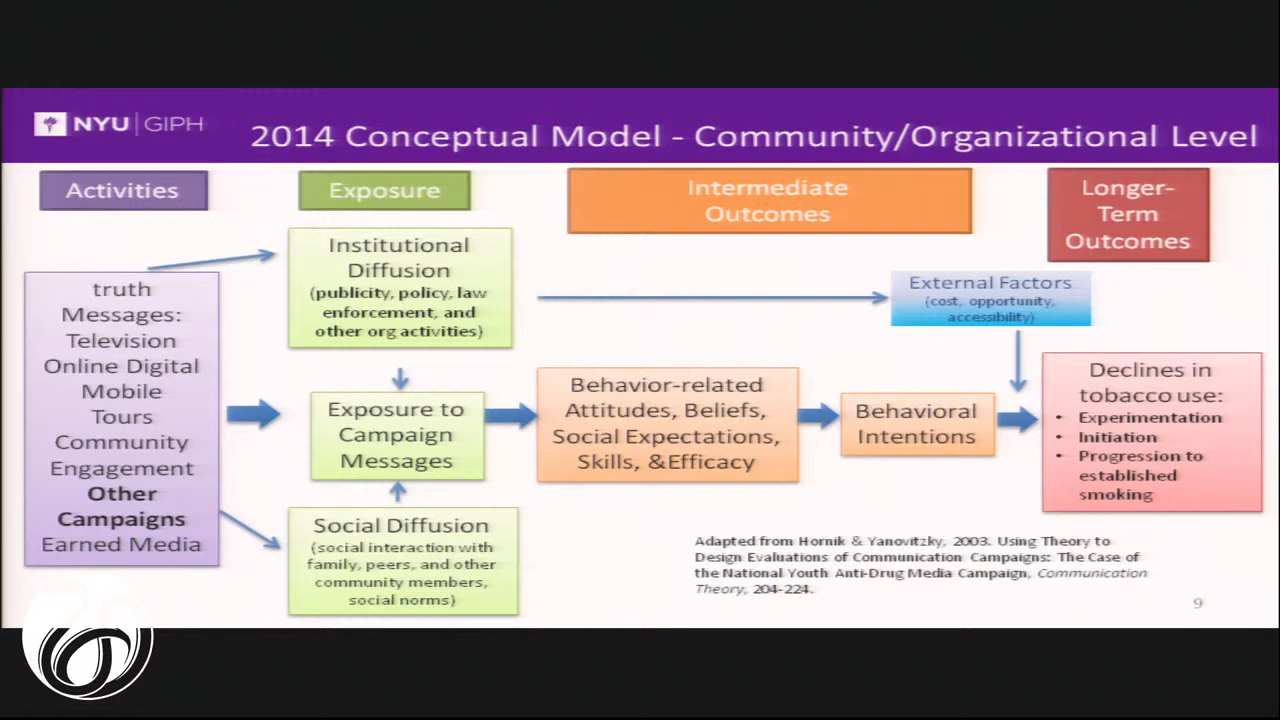 NYU | GIPH
2014 Conceptual Model - Community/Organizational Level
Activities
Exposure
Intermediate
Outcomes
Longer-
Term
Outcomes
truth
Messages:
Television
Online Digital
Mobile
Tours
Community
Engagement
Other
Campaigns
Earned Media
Institutional
Diffusion
(publicity, policy, law
enforcement, and
other org activities)
Exposure to
Campaign
Messages
Social Diffusion
(social interaction with
family, peers, and other
community members,
social norms)
Behavior-related
Attitudes, Beliefs,
Social Expectations,
Skills, &Efficacy
Behavioral
Intentions
External Factors
(cost, opportunity,
accessibility)
Declines in
tobacco use:
• Experimentation
• Initiation
• Progression to
established
smoking
Adapted from Hornik & Yanovitzky, 2003. Using Theory to
Design Evaluations of Communication Campaigns: The Case of
the National Youth Anti-Drug Media Campaign, Communication
Theory, 204-224.
9